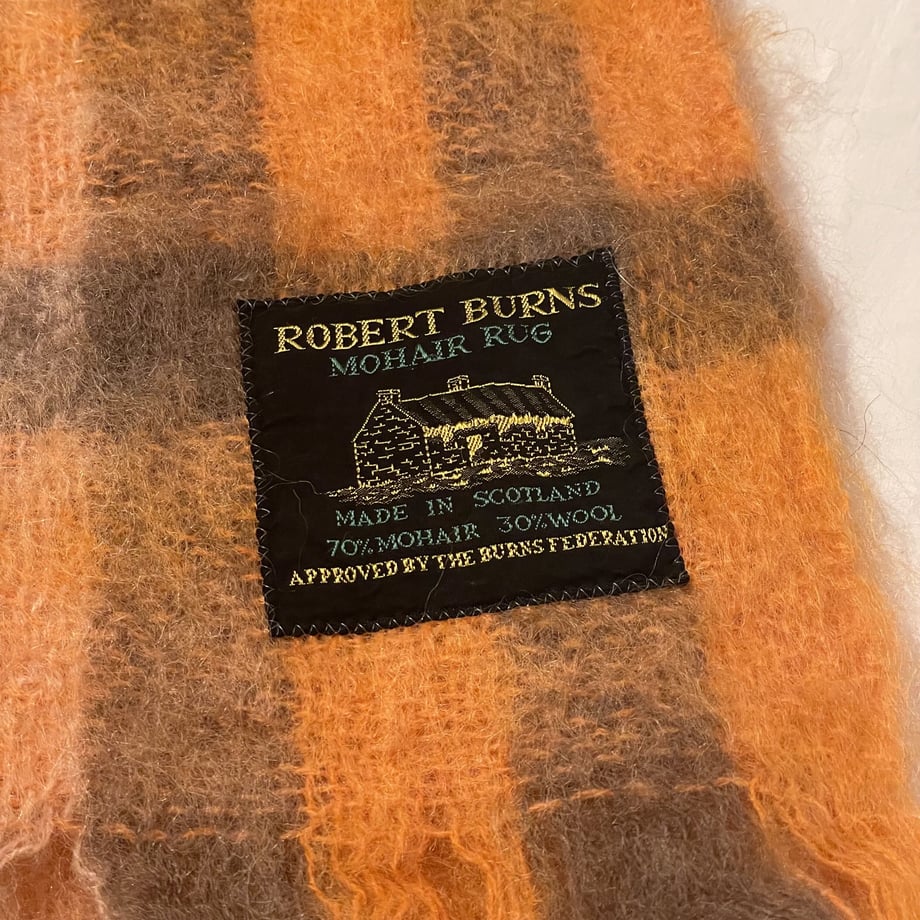 ROBERT BURNS
MOHAIR RUG
MADE IN SCOTLAND
70% MOHAIR 30% WOOL
APPROVED BY THE BURNS FEDERATION